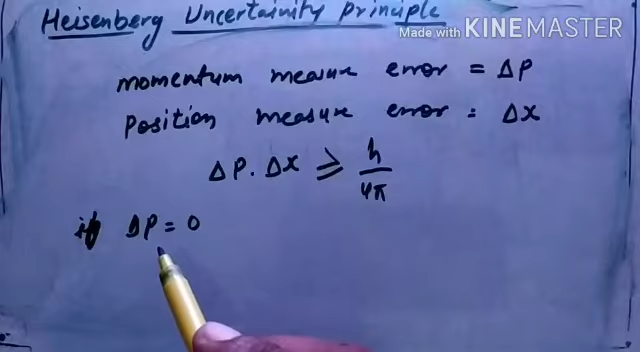 Heisenberg Uncertainity principle
Made with KINEMASTER
momentum measure error = ΔP
Position measure error = Δx
ΔP. Δx ⩾ h/4π
if ΔP = 0